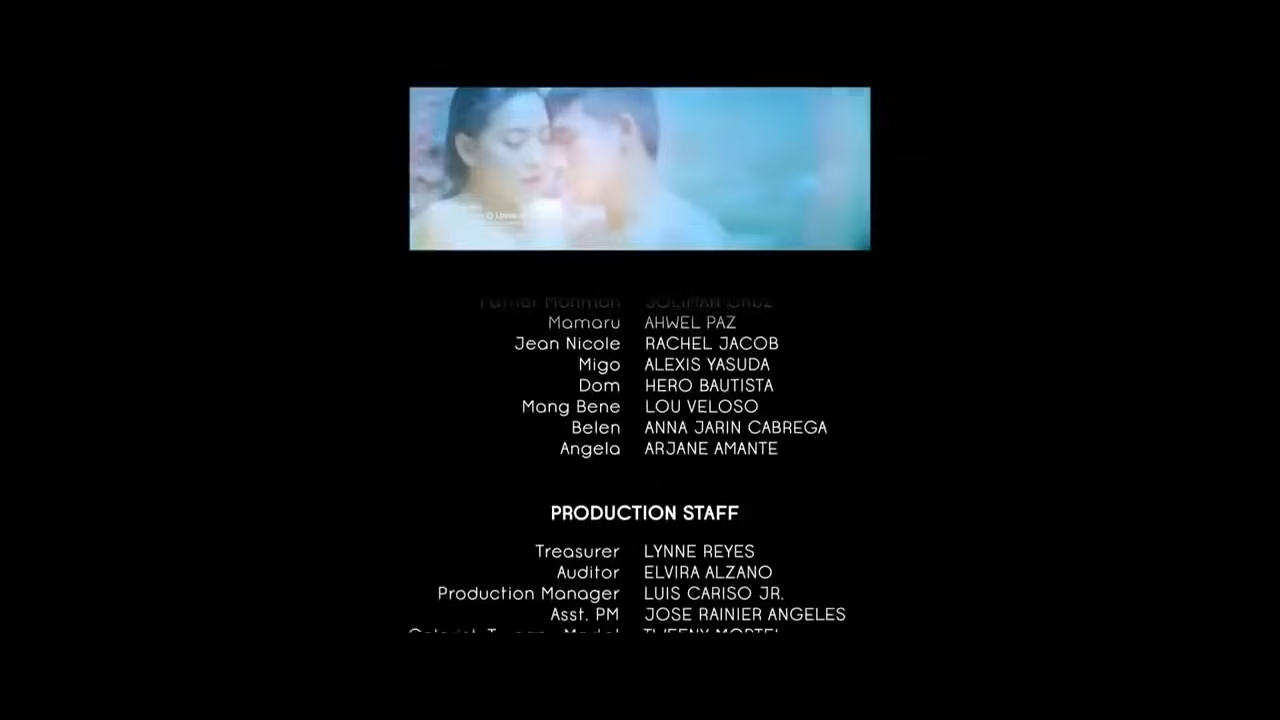 SOLIMAN CRUZ
Mamaru AHWEL PAZ
Jean Nicole RACHEL JACOB
Migo ALEXIS YASUDA
Dom HERO BAUTISTA
Mang Bene LOU VELOSO
Belen ANNA JARIN CABREGA
Angela ARJANE AMANTE
PRODUCTION STAFF
Treasurer LYNNE REYES
Auditor ELVIRA ALZANO
Production Manager LUIS CARISO JR.
Asst. PM JOSE RAINIER ANGELES